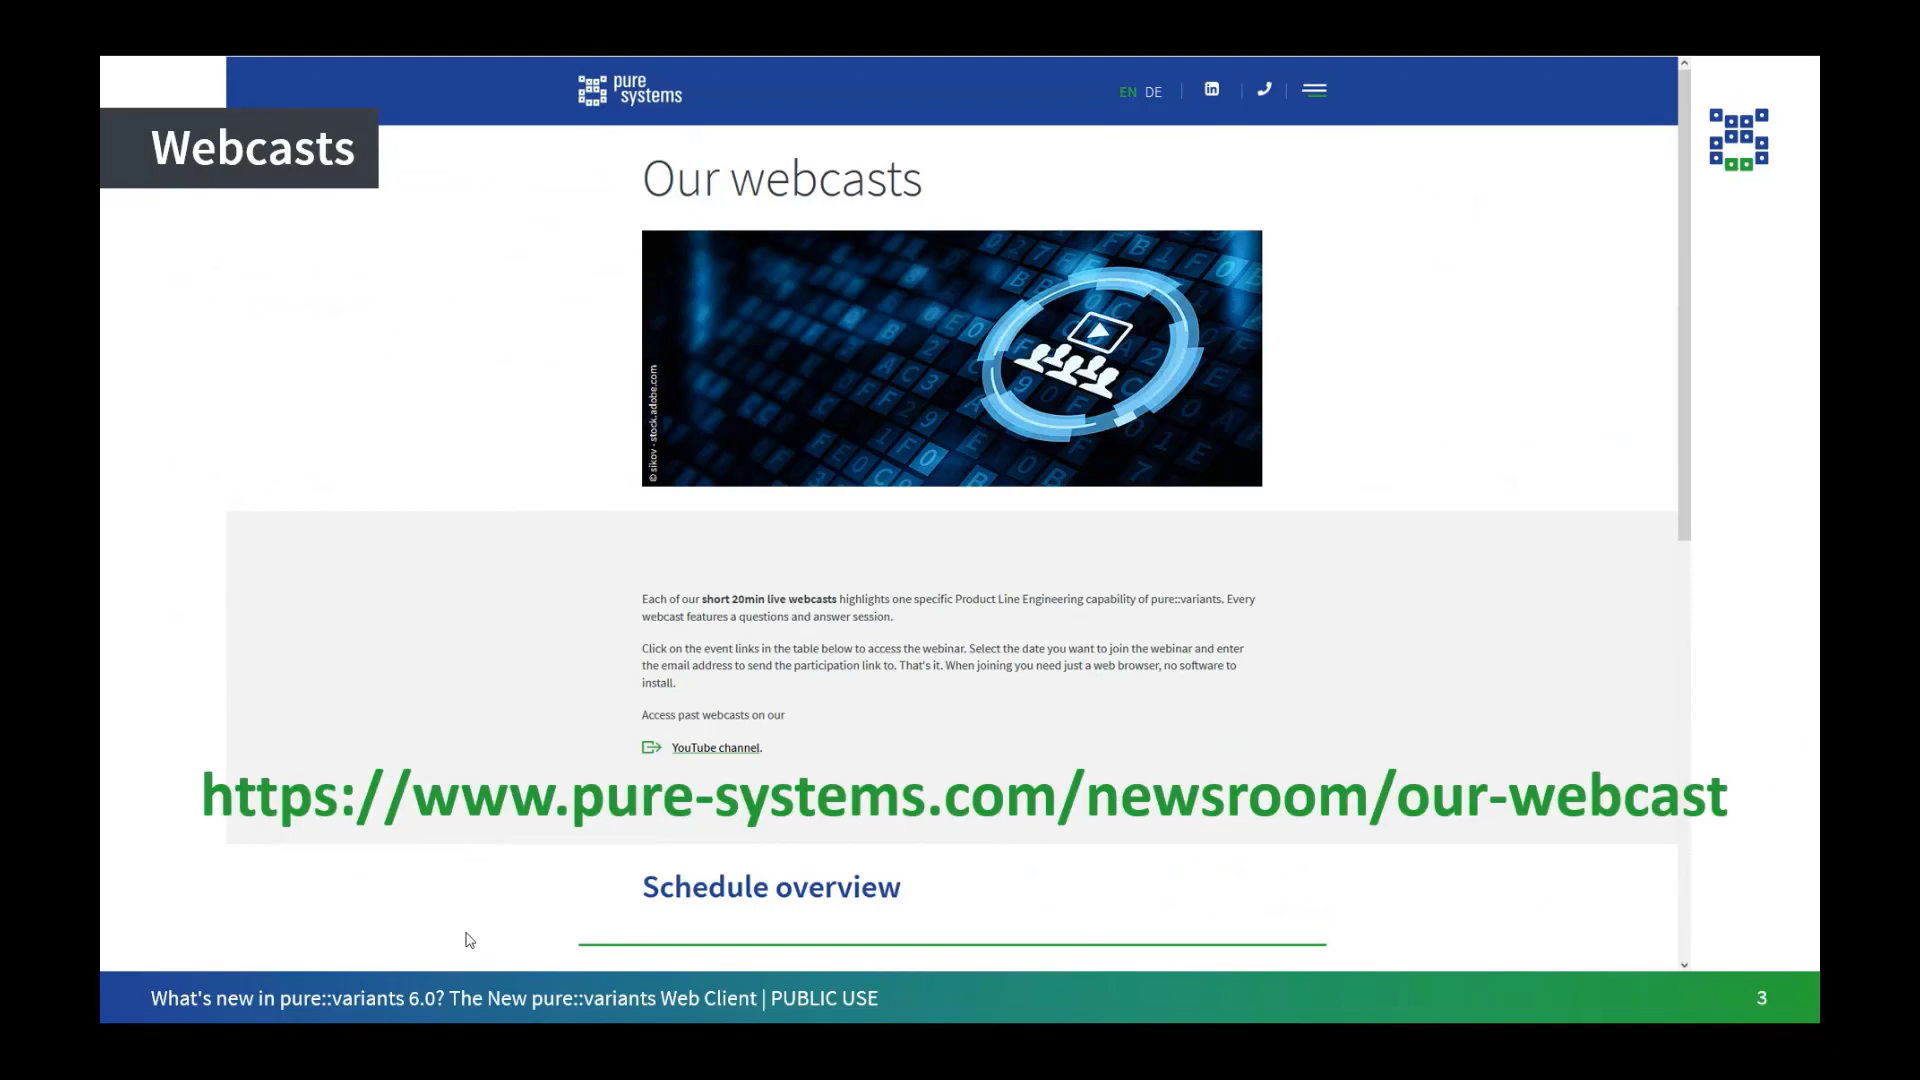 pure
systems
EN DE
Webcasts
Our webcasts
© sikov - stock.adobe.com
Each of our short 20min live webcasts highlights one specific Product Line Engineering capability of pure::variants. Every
webcast features a questions and answer session.
Click on the event links in the table below to access the webinar. Select the date you want to join the webinar and enter
the email address to send the participation link to. That's it. When joining you need just a web browser, no software to
install.
Access past webcasts on our
YouTube channel.
https://www.pure-systems.com/newsroom/our-webcast
Schedule overview
What's new in pure::variants 6.0? The New pure::variants Web Client | PUBLIC USE
3